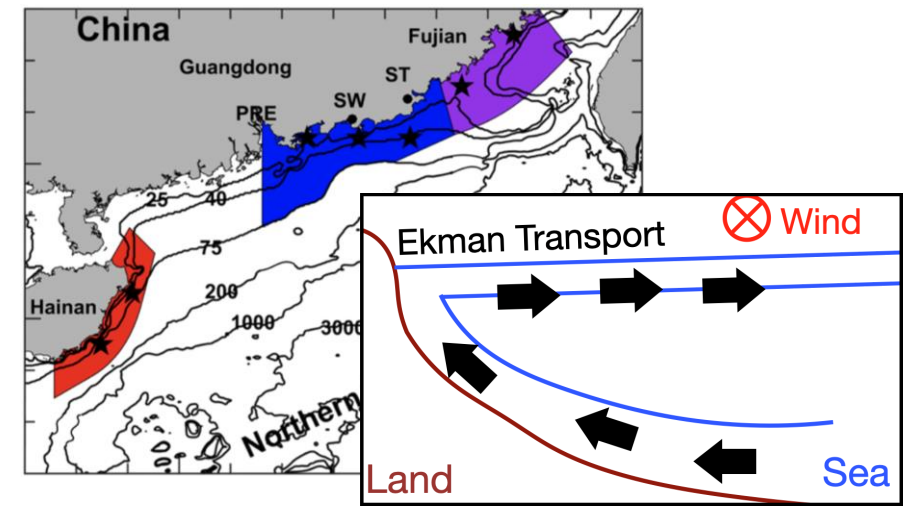 China
Fujian
Guangdong
ST
SW
PRE
25
40
75
200
1000
3000
Hainan
Northern
Wind
Ekman Transport
Land
Sea